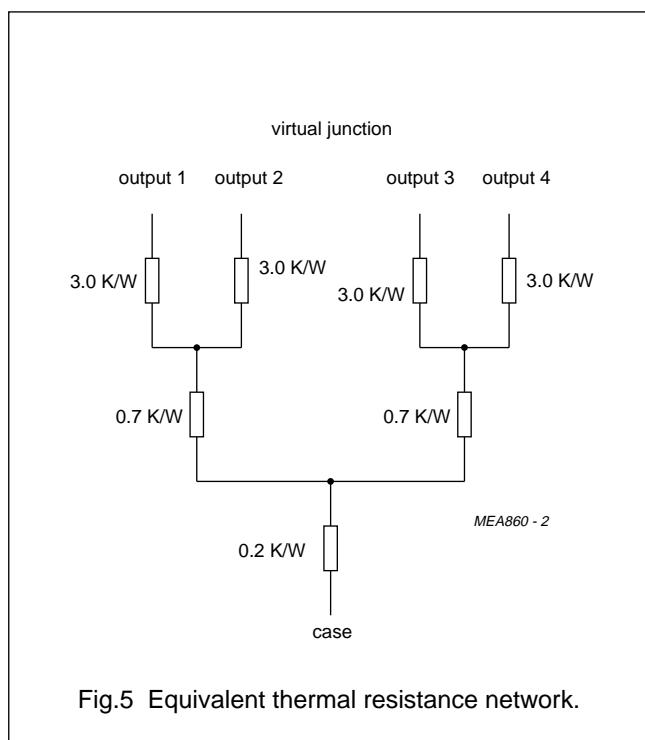 virtual junction
output 1 output 2 output 3 output 4
3.0 K/W 3.0 K/W 3.0 K/W 3.0 K/W
0.7 K/W 0.7 K/W
MEA860 - 2
0.2 K/W
case
Fig.5 Equivalent thermal resistance network.